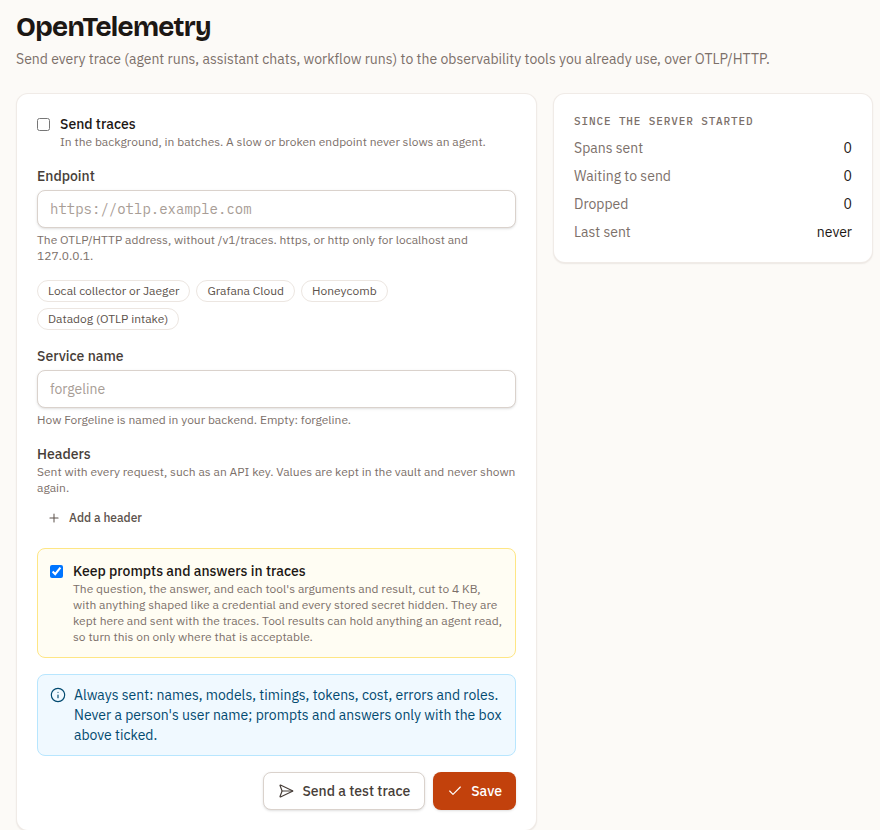 OpenTelemetry
Send every trace (agent runs, assistant chats, workflow runs) to the observability tools you already use, over OTLP/HTTP.
Send traces
In the background, in batches. A slow or broken endpoint never slows an agent.
Endpoint
https://otlp.example.com
The OTLP/HTTP address, without /v1/traces. https, or http only for localhost and
127.0.0.1.
Local collector or Jaeger
Grafana Cloud
Honeycomb
Datadog (OTLP intake)
Service name
forgeline
How Forgeline is named in your backend. Empty: forgeline.
Headers
Sent with every request, such as an API key. Values are kept in the vault and never shown
again.
Add a header
Keep prompts and answers in traces
The question, the answer, and each tool's arguments and result, cut to 4 KB,
with anything shaped like a credential and every stored secret hidden. They are
kept here and sent with the traces. Tool results can hold anything an agent read,
so turn this on only where that is acceptable.
Always sent: names, models, timings, tokens, cost, errors and roles.
Never a person's user name; prompts and answers only with the box
above ticked.
Send a test trace
Save
SINCE THE SERVER STARTED
Spans sent 0
Waiting to send 0
Dropped 0
Last sent never